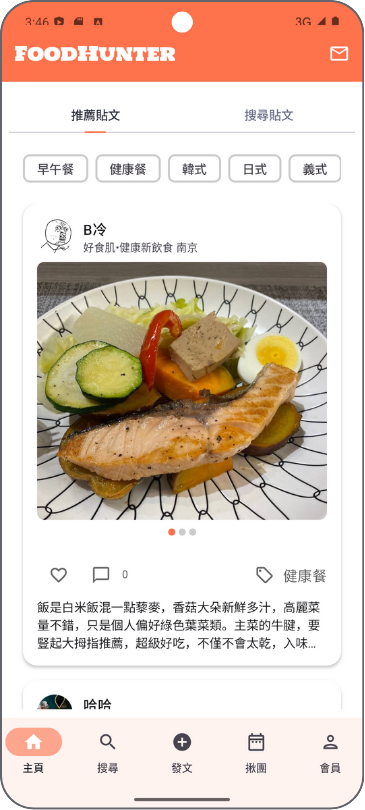 3:46
3G
FOODHUNTER
推薦貼文
搜尋貼文
早午餐
健康餐
韓式
日式
義式
B冷
好食肌•健康新飲食 南京
0
健康餐
飯是白米飯混一點藜麥，香菇大朵新鮮多汁，高麗菜
量不錯，只是個人偏好綠色葉菜類。主菜的牛腱，要
豎起大拇指推薦，超級好吃，不僅不會太乾，入味…
哈哈
主頁
搜尋
發文
揪團
會員